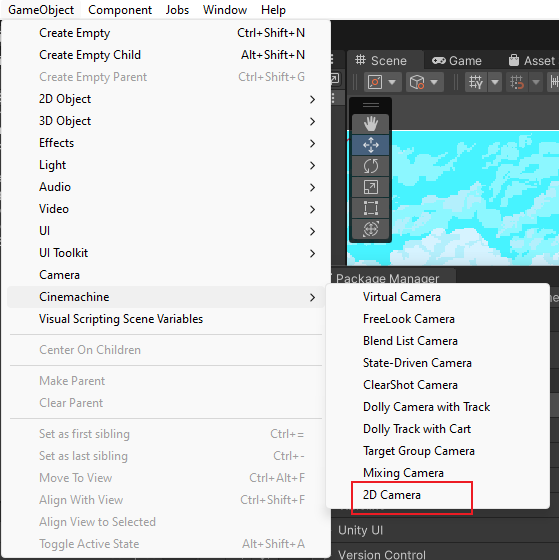 GameObject Component Jobs Window Help
Create Empty Ctrl+Shift+N
Create Empty Child Alt+Shift+N
Create Empty Parent Ctrl+Shift+G
2D Object
3D Object
Effects
Light
Audio
Video
UI
UI Toolkit
Camera
Cinemachine
Visual Scripting Scene Variables
Center On Children
Make Parent
Clear Parent
Set as first sibling Ctrl+=
Set as last sibling Ctrl+-
Move To View Ctrl+Alt+F
Align With View Ctrl+Shift+F
Align View to Selected
Toggle Active State Alt+Shift+A
Scene Game Asset
Package Manager
Virtual Camera
FreeLook Camera
Blend List Camera
State-Driven Camera
ClearShot Camera
Dolly Camera with Track
Dolly Track with Cart
Target Group Camera
Mixing Camera
2D Camera
Unity UI
Version Control